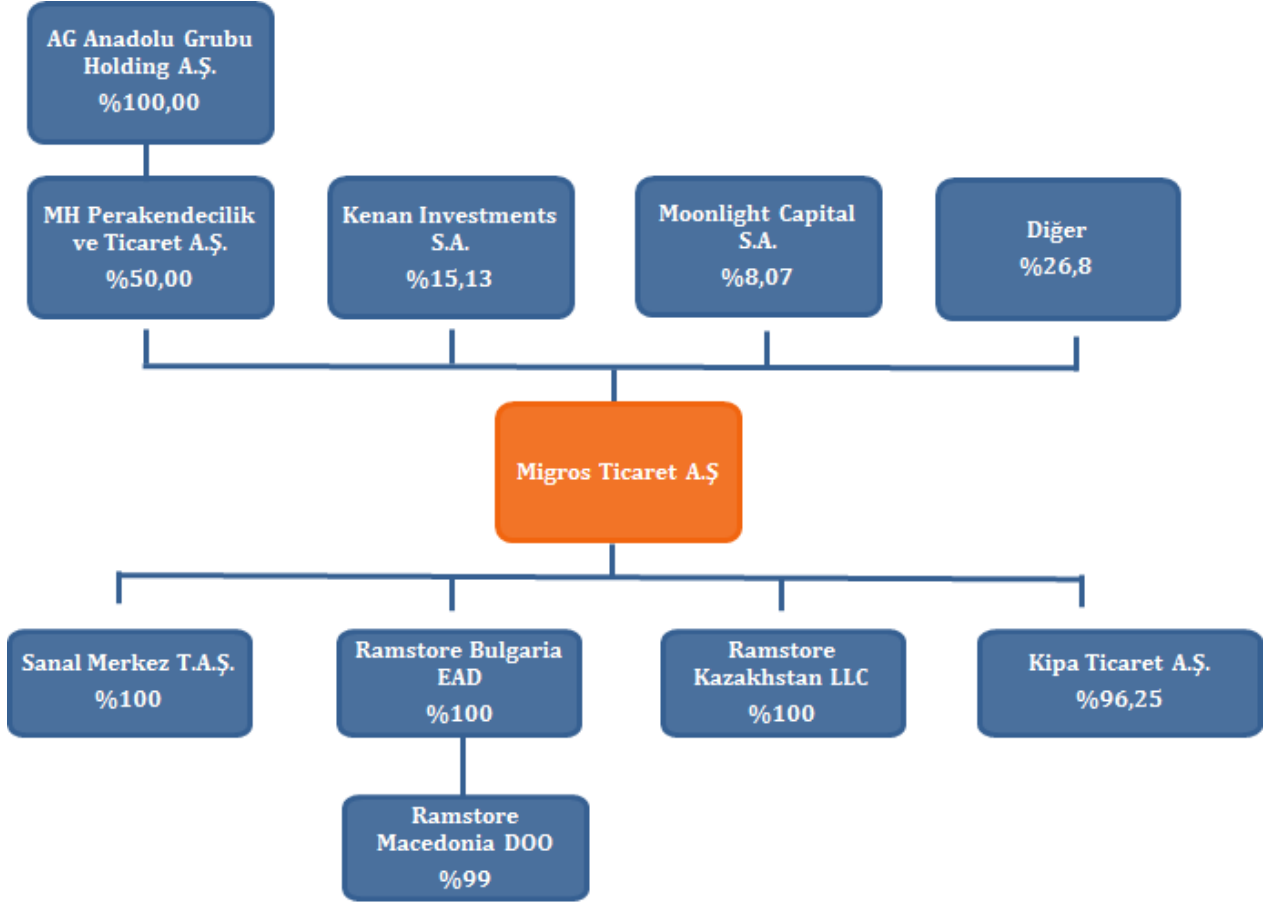 AG Anadolu Grubu
Holding A.Ş.
%100,00
MH Perakendecilik
ve Ticaret A.Ş.
%50,00
Kenan Investments
S.A.
%15,13
Moonlight Capital
S.A.
%8,07
Diğer
%26,8
Migros Ticaret A.Ş
Sanal Merkez T.A.Ş.
%100
Ramstore Bulgaria
EAD
%100
Ramstore
Kazakhstan LLC
%100
Kipa Ticaret A.Ş.
%96,25
Ramstore
Macedonia DOO
%99